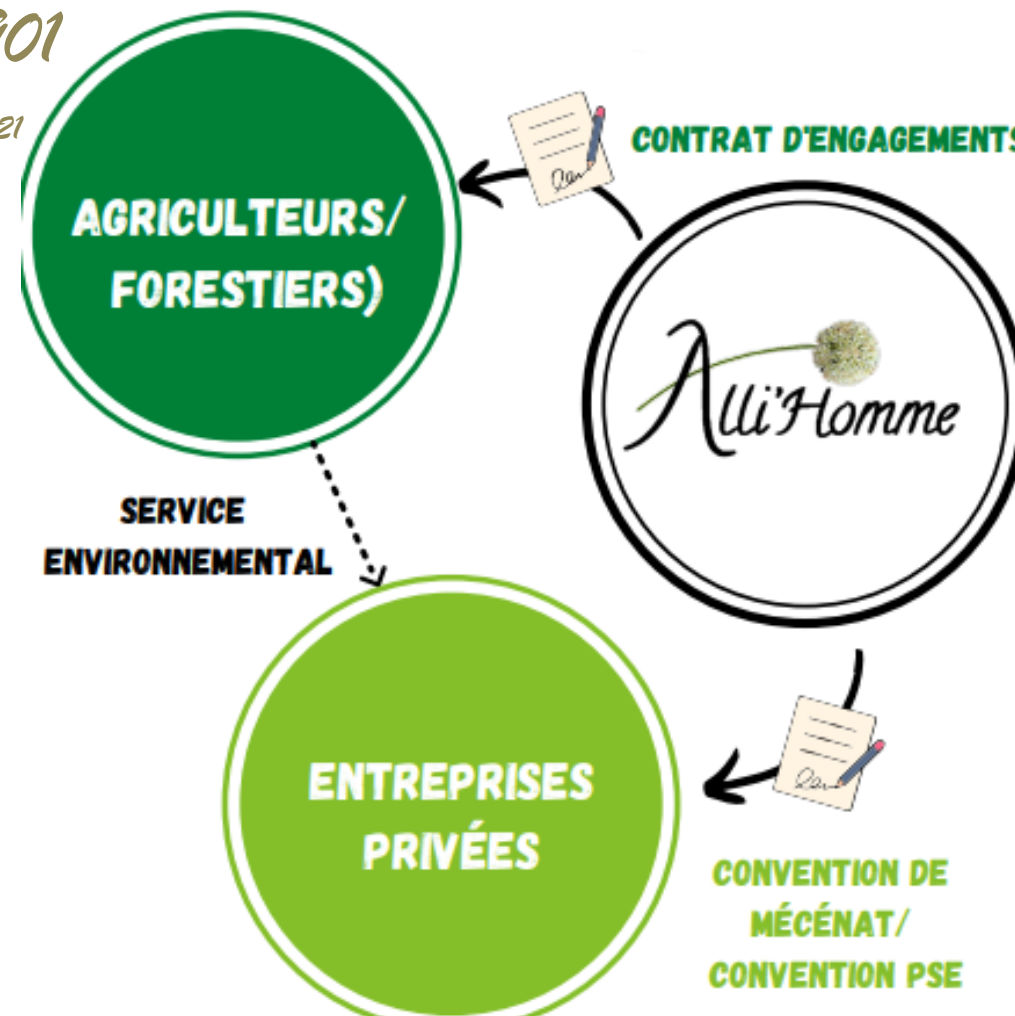 CONTRAT D'ENGAGEMENTS
AGRICULTEURS/
FORESTIERS)
Alli'Homme
SERVICE
ENVIRONNEMENTAL
ENTREPRISES
PRIVÉES
CONVENTION DE
MÉCÉNAT/
CONVENTION PSE